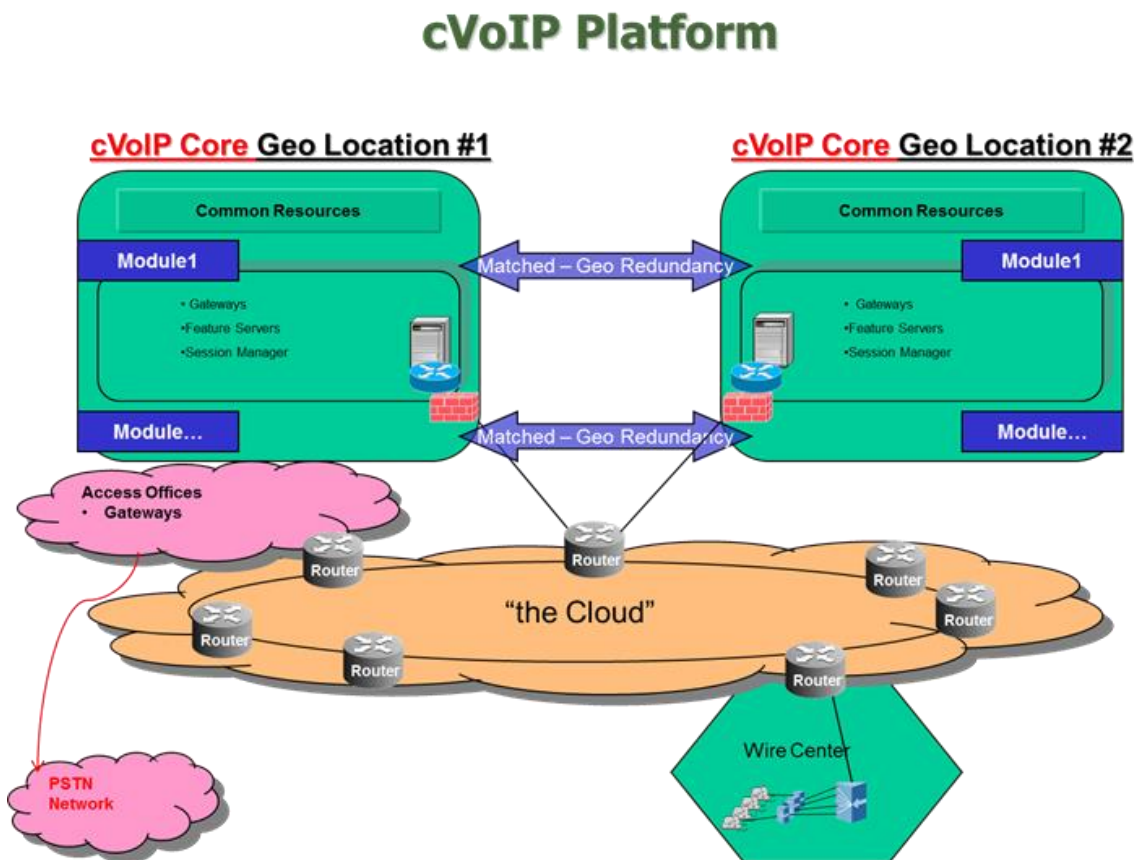 cVoIP Platform
cVoIP Core Geo Location #1
cVoIP Core Geo Location #2
Common Resources
Common Resources
Module1
Matched – Geo Redundancy
Module1
• Gateways
•Feature Servers
•Session Manager
• Gateways
•Feature Servers
•Session Manager
Module…
Matched – Geo Redundancy
Module…
Access Offices
• Gateways
Router
Router
Router
Router
"the Cloud"
Router
Router
Router
Wire Center
PSTN
Network